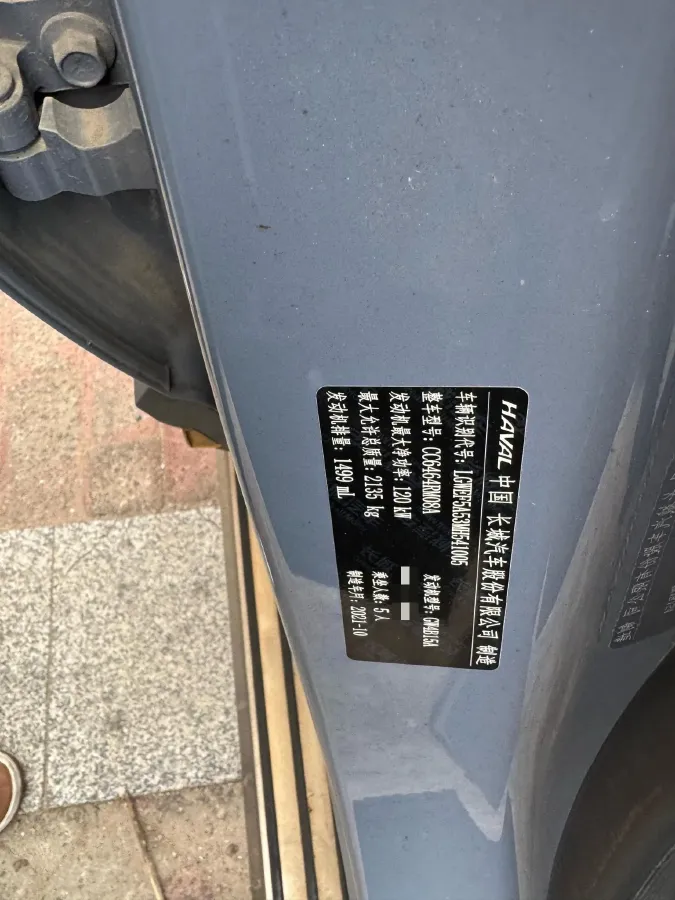 HAVAL 中国 长城汽车股份有限公司 制造
车辆识别代号: LGWEF5A53MH541005
整车型号: CC6464RM08A 发动机型号: GW4B15A
发动机最大净功率: 120 kW
最大允许总质量: 2135 kg 乘坐人数: 5人
发动机排量: 1499 mL 制造年月: 2021-10